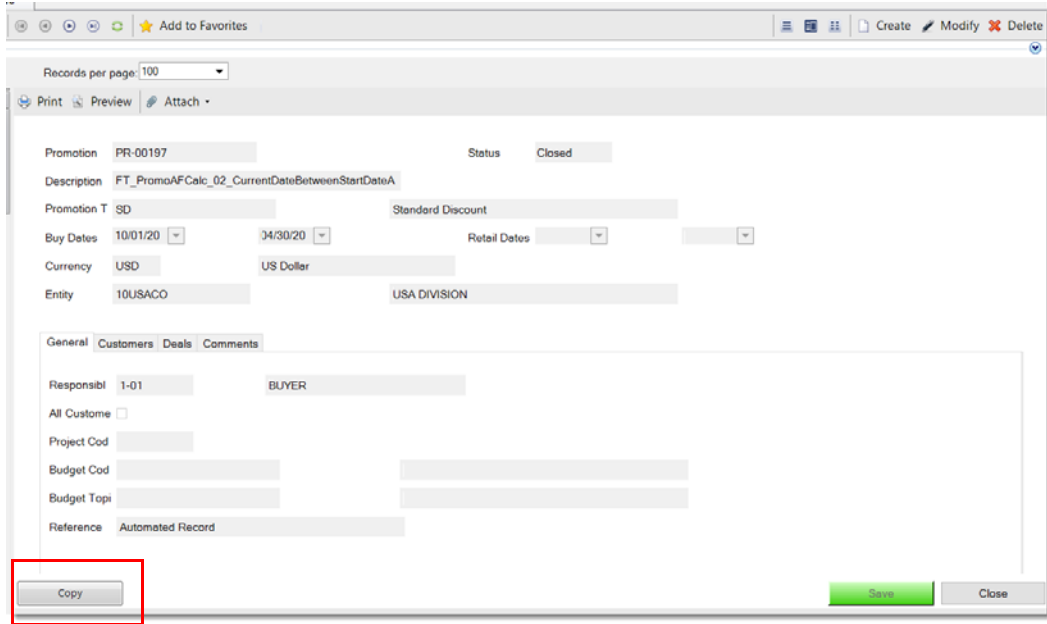 Add to Favorites Create Modify Delete
Records per page: 100
Print Preview Attach
Promotion PR-00197 Status Closed
Description FT_PromoAFCalc_02_CurrentDateBetweenStartDateA
Promotion T SD Standard Discount
Buy Dates 10/01/20 04/30/20 Retail Dates
Currency USD US Dollar
Entity 10USACO USA DIVISION
General Customers Deals Comments
Responsibl 1-01 BUYER
All Custome
Project Cod
Budget Cod
Budget Topi
Reference Automated Record
Copy Save Close